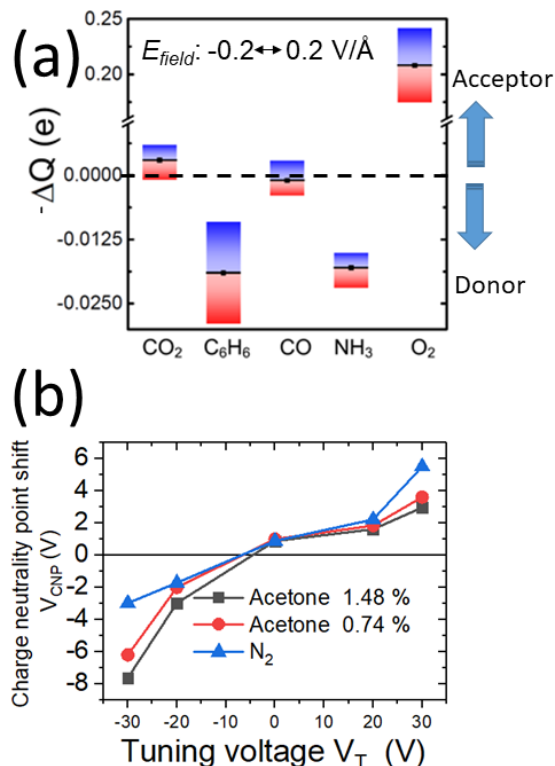 (a)
E_field: -0.2↔0.2 V/Å
0.25
0.20
0.0000
-0.0125
-0.0250
-ΔQ (e)
Acceptor
Donor
CO₂ C₆H₆ CO NH₃ O₂
(b)
Charge neutrality point shift
V_CNP (V)
6
4
2
0
-2
-4
-6
-8
Acetone 1.48 %
Acetone 0.74 %
N₂
-30 -20 0 20 30
Tuning voltage V_T (V)